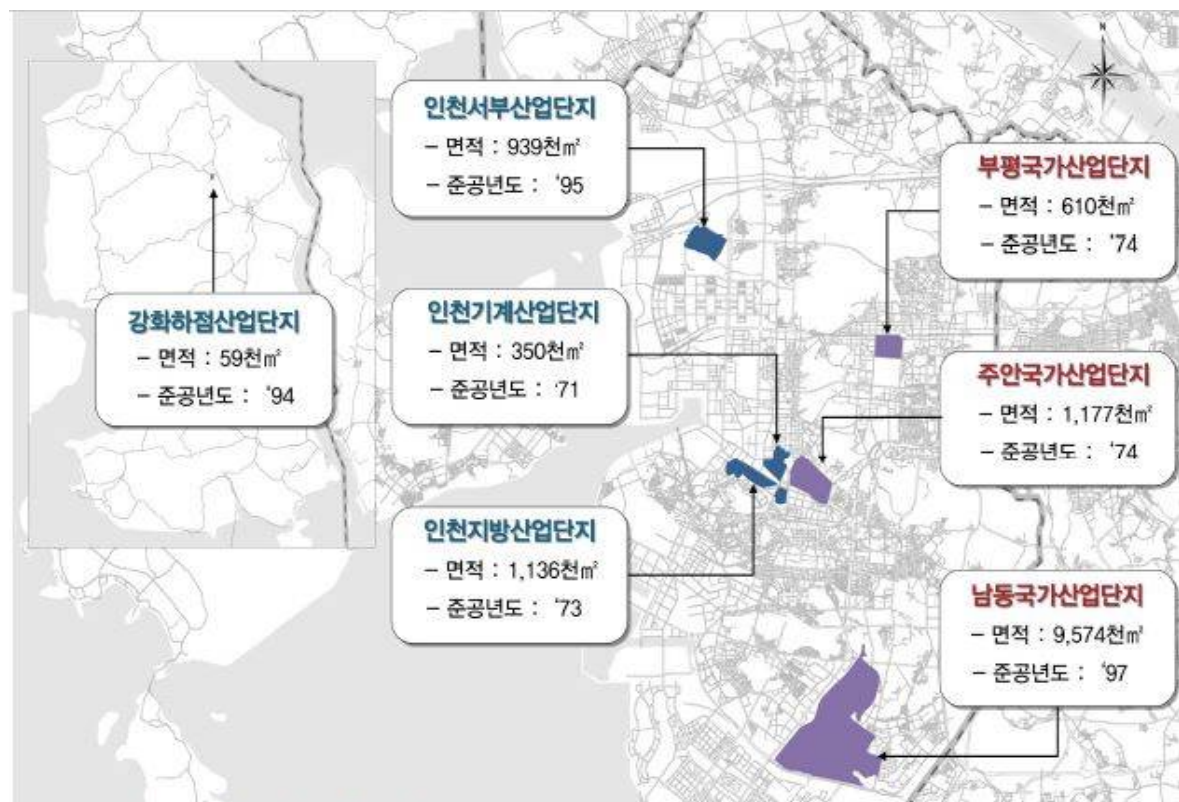 N
인천서부산업단지
- 면적 : 939천㎡
- 준공년도 : '95
부평국가산업단지
- 면적 : 610천㎡
- 준공년도 : '74
강화하점산업단지
- 면적 : 59천㎡
- 준공년도 : '94
인천기계산업단지
- 면적 : 350천㎡
- 준공년도 : '71
주안국가산업단지
- 면적 : 1,177천㎡
- 준공년도 : '74
인천지방산업단지
- 면적 : 1,136천㎡
- 준공년도 : '73
남동국가산업단지
- 면적 : 9,574천㎡
- 준공년도 : '97